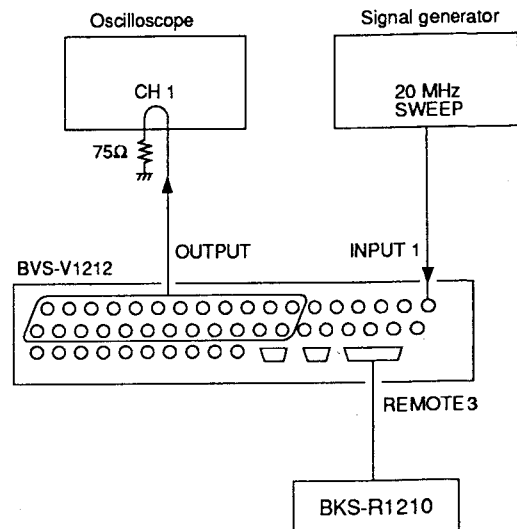 Oscilloscope
Signal generator
CH 1
20 MHz
SWEEP
75Ω
OUTPUT
INPUT 1
BVS-V1212
REMOTE 3
BKS-R1210